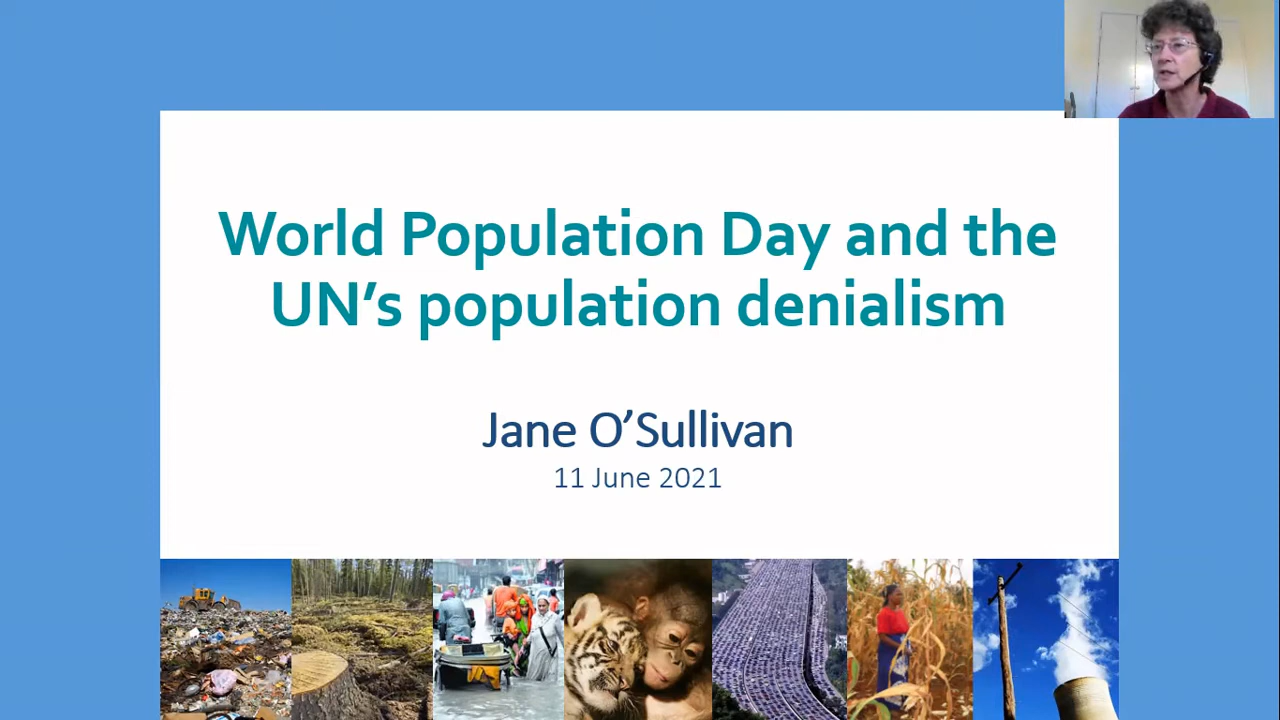 World Population Day and the
UN’s population denialism
Jane O’Sullivan
11 June 2021